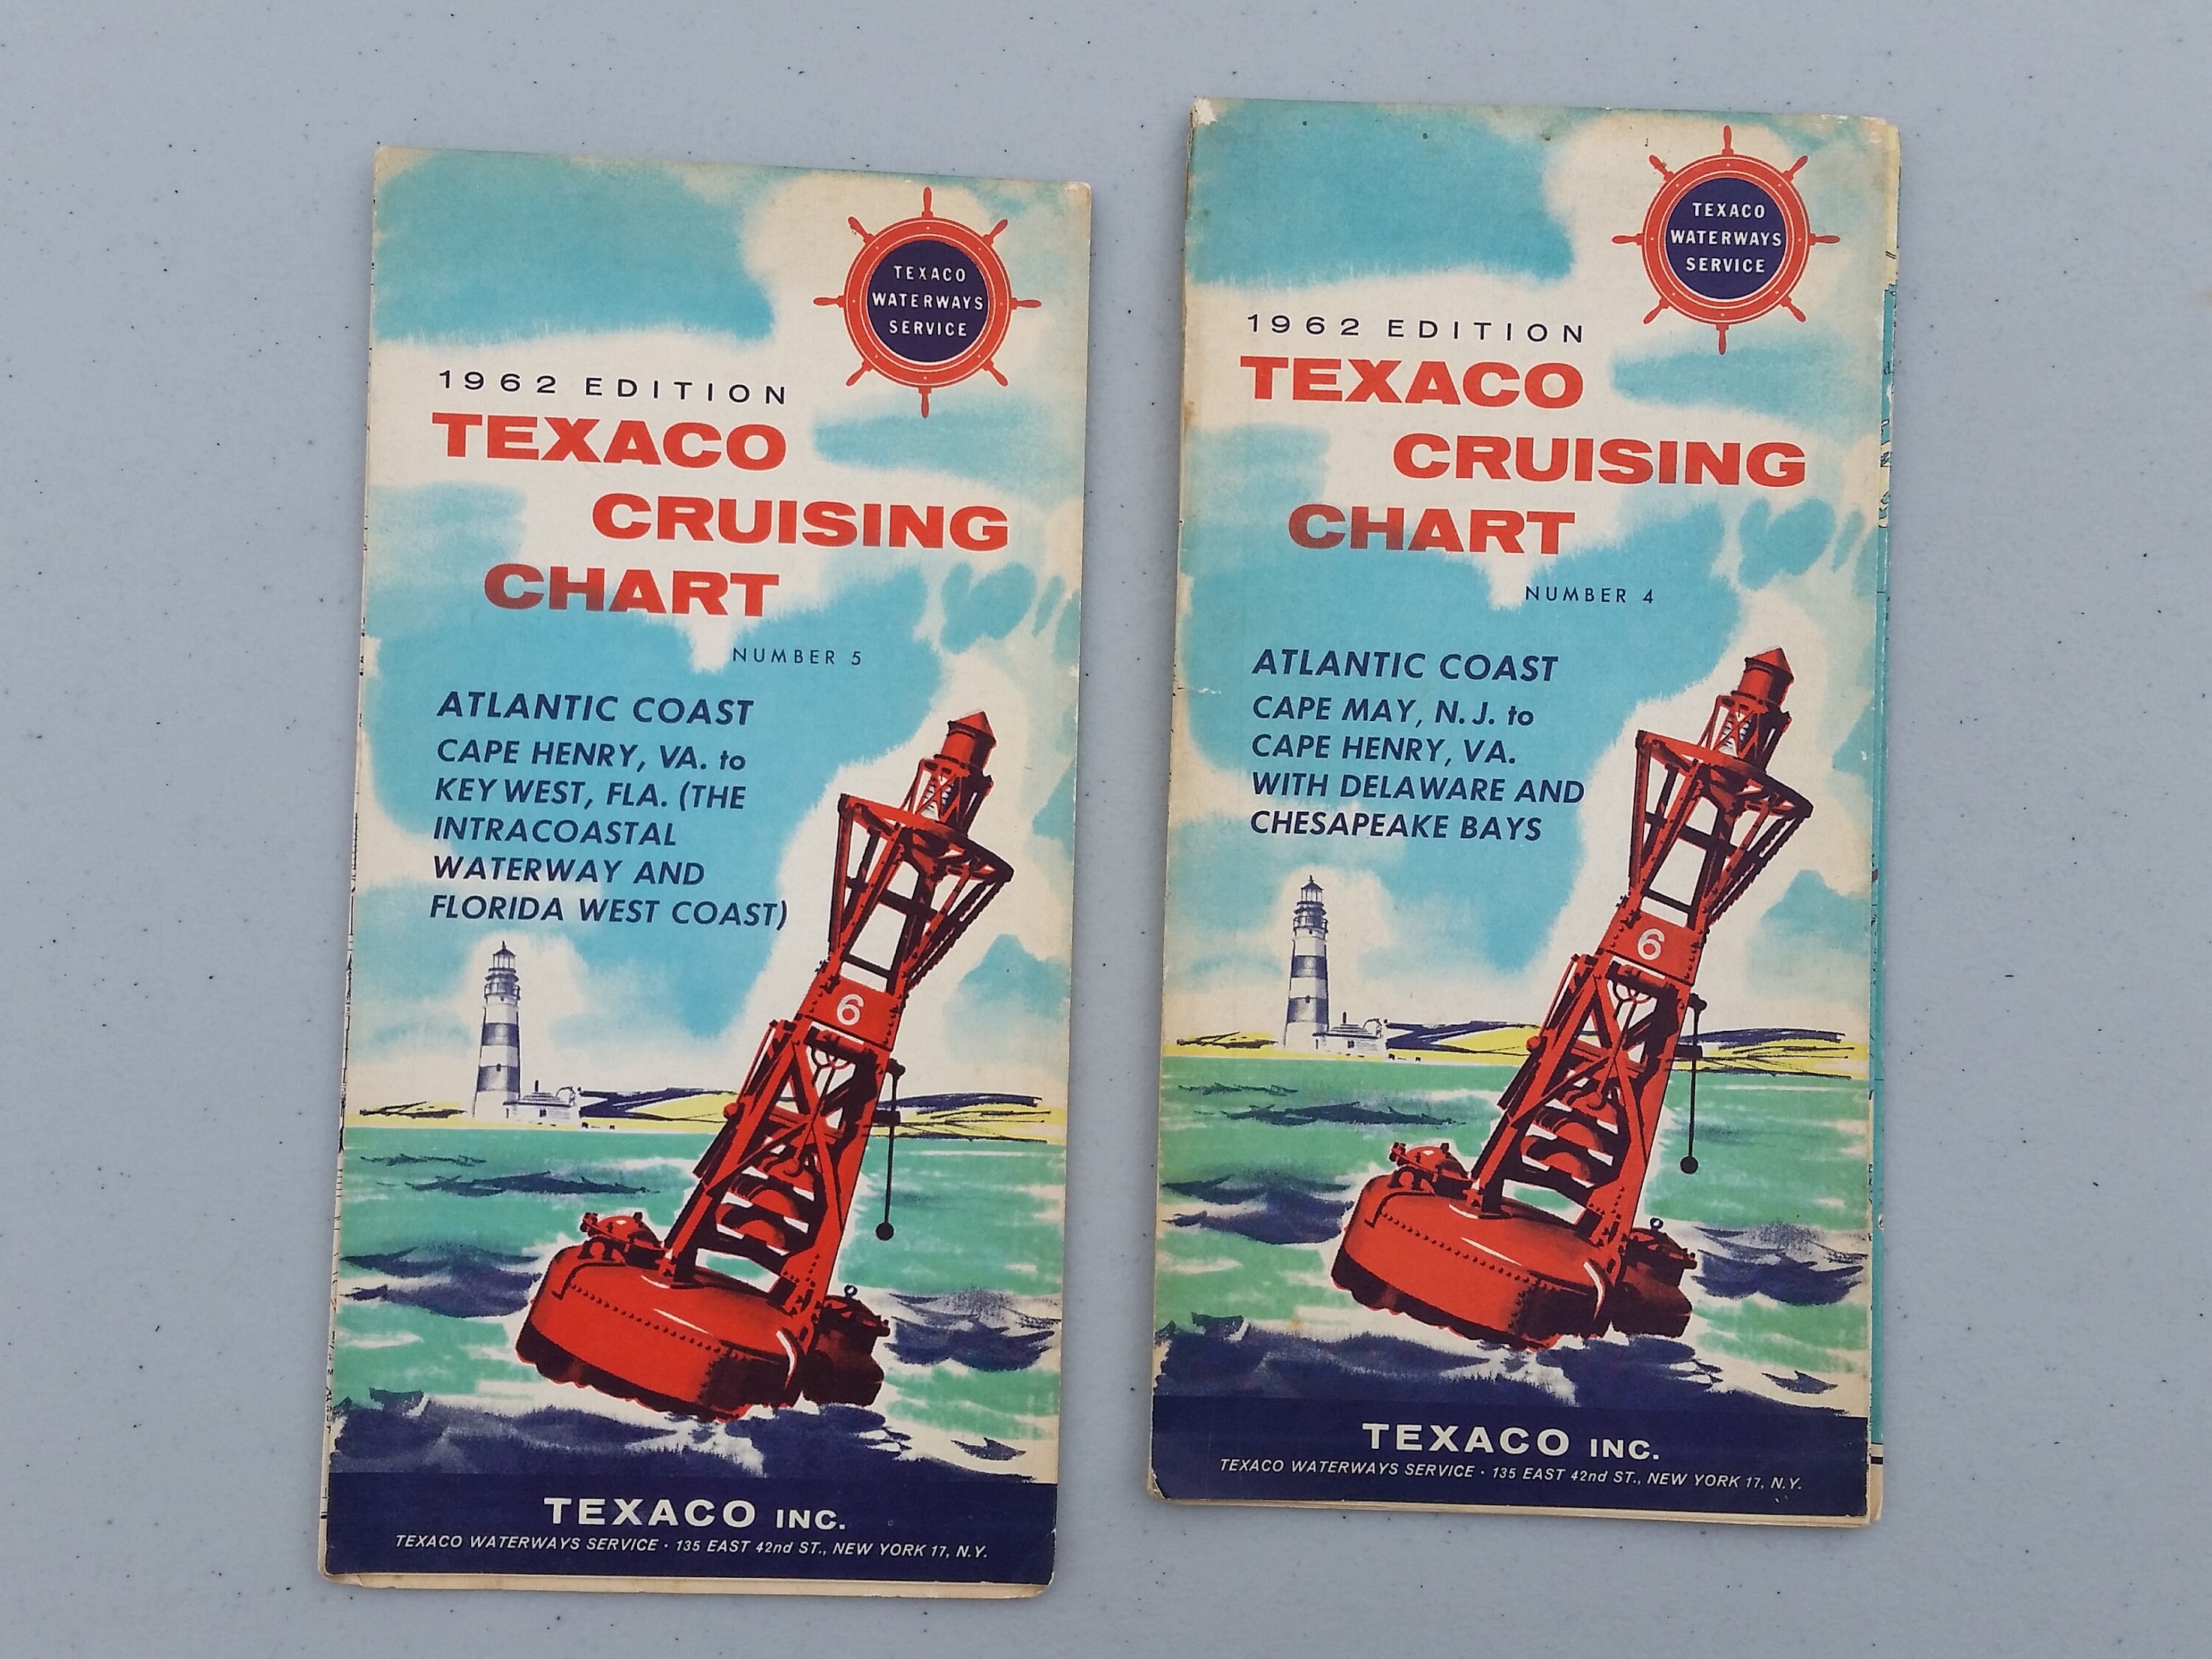 TEXACO
WATERWAYS
SERVICE
1962 EDITION
TEXACO
CRUISING
CHART
NUMBER 5
ATLANTIC COAST
CAPE HENRY, VA. to
KEY WEST, FLA. (THE
INTRACOASTAL
WATERWAY AND
FLORIDA WEST COAST)
6
TEXACO INC.
TEXACO WATERWAYS SERVICE · 135 EAST 42nd ST., NEW YORK 17, N.Y.
TEXACO
WATERWAYS
SERVICE
1962 EDITION
TEXACO
CRUISING
CHART
NUMBER 4
ATLANTIC COAST
CAPE MAY, N.J. to
CAPE HENRY, VA.
WITH DELAWARE AND
CHESAPEAKE BAYS
6
TEXACO INC.
TEXACO WATERWAYS SERVICE · 135 EAST 42nd ST., NEW YORK 17, N.Y.